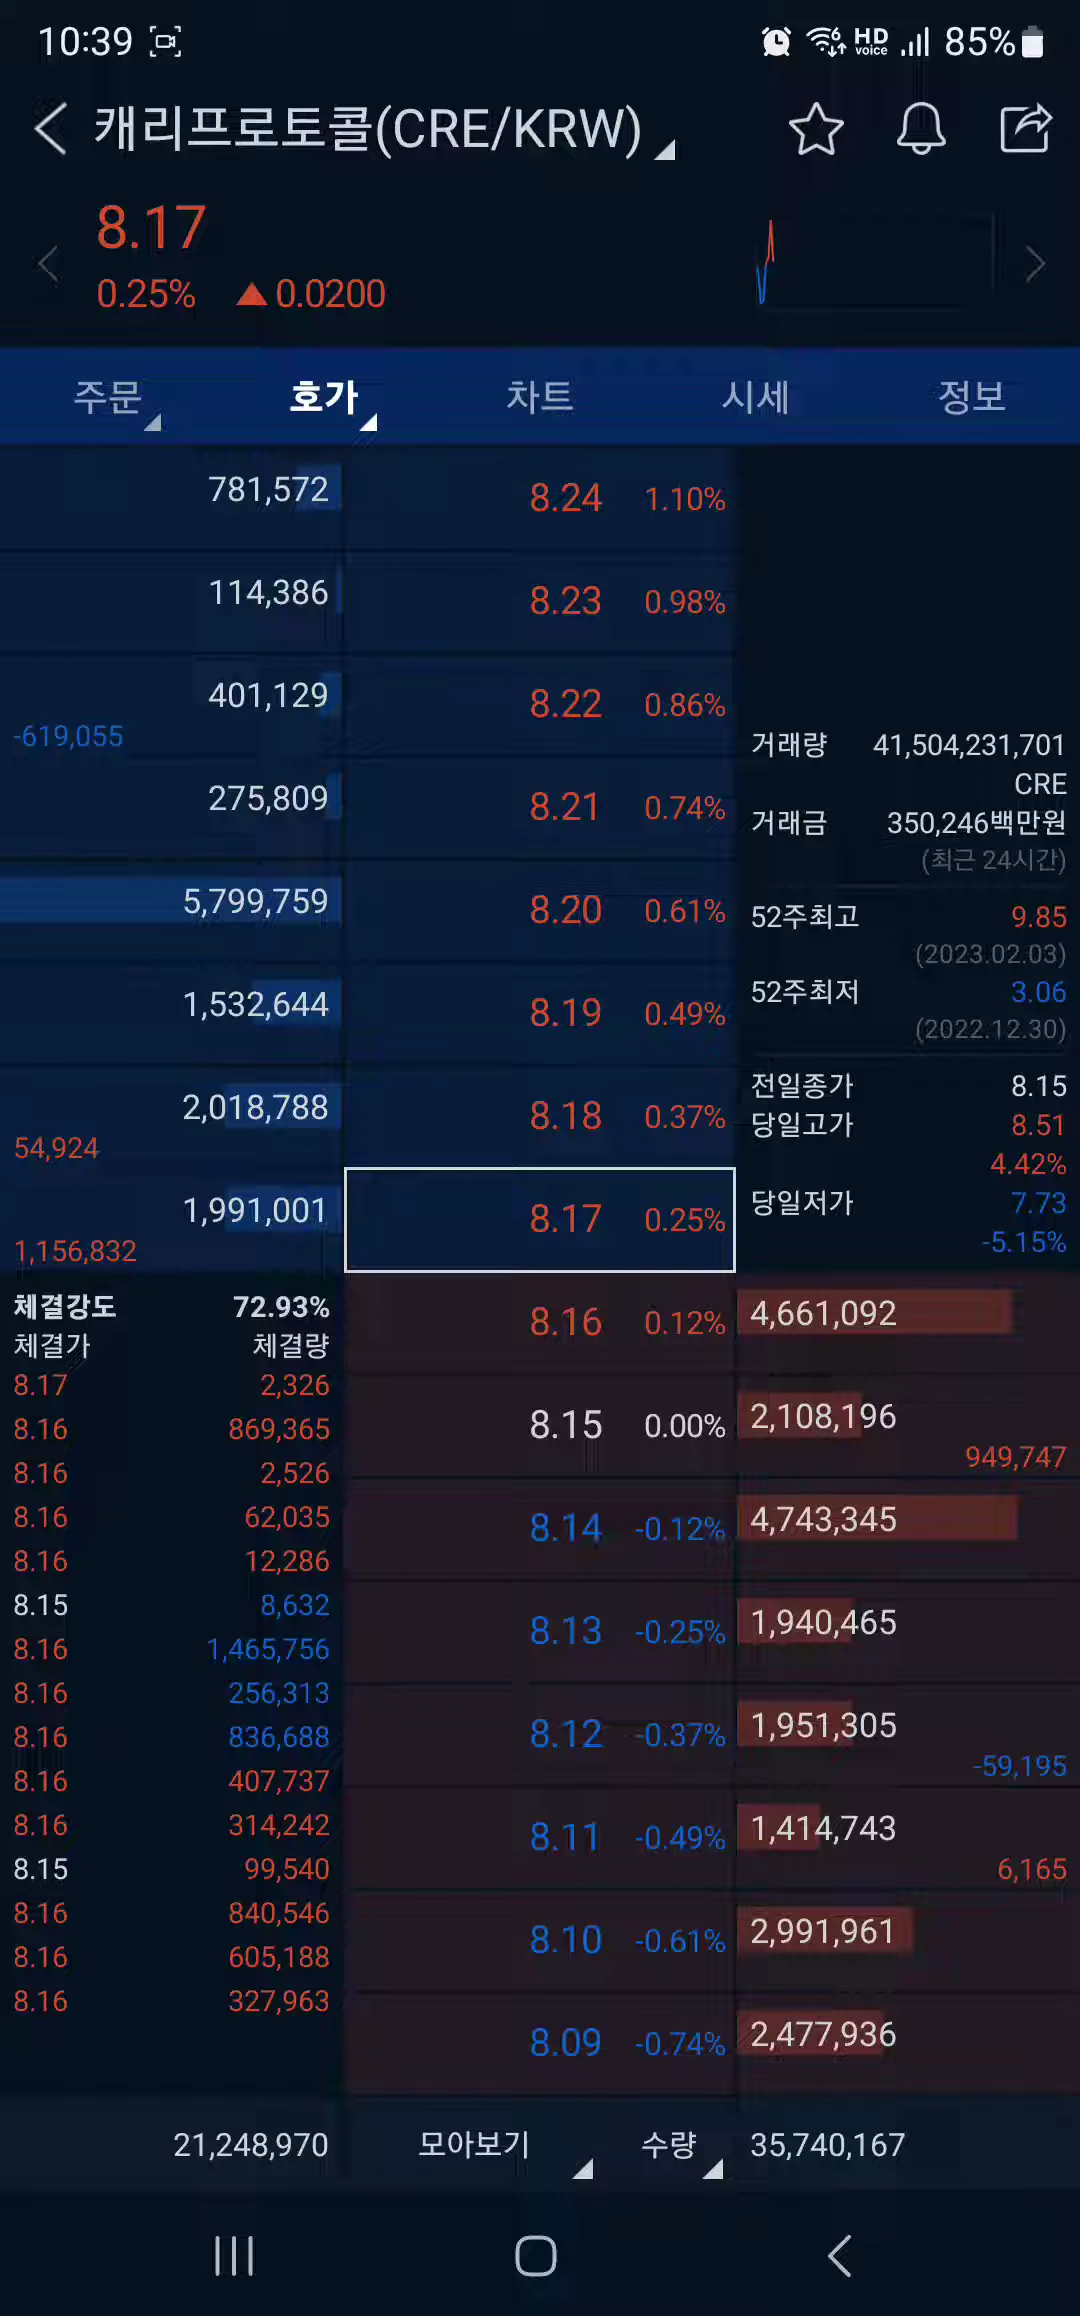 10:39 HD voice 85%
캐리프로토콜(CRE/KRW)
8.17
0.25% ▲ 0.0200
주문 호가 차트 시세 정보
781,572 8.24 1.10%
114,386 8.23 0.98%
401,129 8.22 0.86%
-619,055
275,809 8.21 0.74%
5,799,759 8.20 0.61%
1,532,644 8.19 0.49%
2,018,788 8.18 0.37%
54,924
1,991,001 8.17 0.25%
1,156,832
거래량 41,504,231,701
CRE
거래금 350,246백만원
(최근 24시간)
52주최고 9.85
(2023.02.03)
52주최저 3.06
(2022.12.30)
전일종가 8.15
당일고가 8.51
4.42%
당일저가 7.73
-5.15%
체결강도 72.93%
체결가 체결량
8.17 2,326
8.16 869,365
8.16 2,526
8.16 62,035
8.16 12,286
8.15 8,632
8.16 1,465,756
8.16 256,313
8.16 836,688
8.16 407,737
8.16 314,242
8.15 99,540
8.16 840,546
8.16 605,188
8.16 327,963
8.16 0.12% 4,661,092
8.15 0.00% 2,108,196
949,747
8.14 -0.12% 4,743,345
8.13 -0.25% 1,940,465
8.12 -0.37% 1,951,305
-59,195
8.11 -0.49% 1,414,743
6,165
8.10 -0.61% 2,991,961
8.09 -0.74% 2,477,936
21,248,970 모아보기 수량 35,740,167